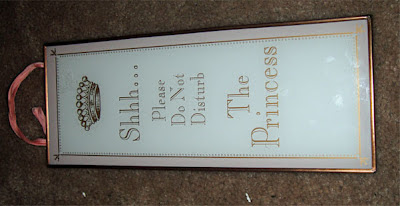 Shhh...
Please
Do Not
Disturb
The
Princess